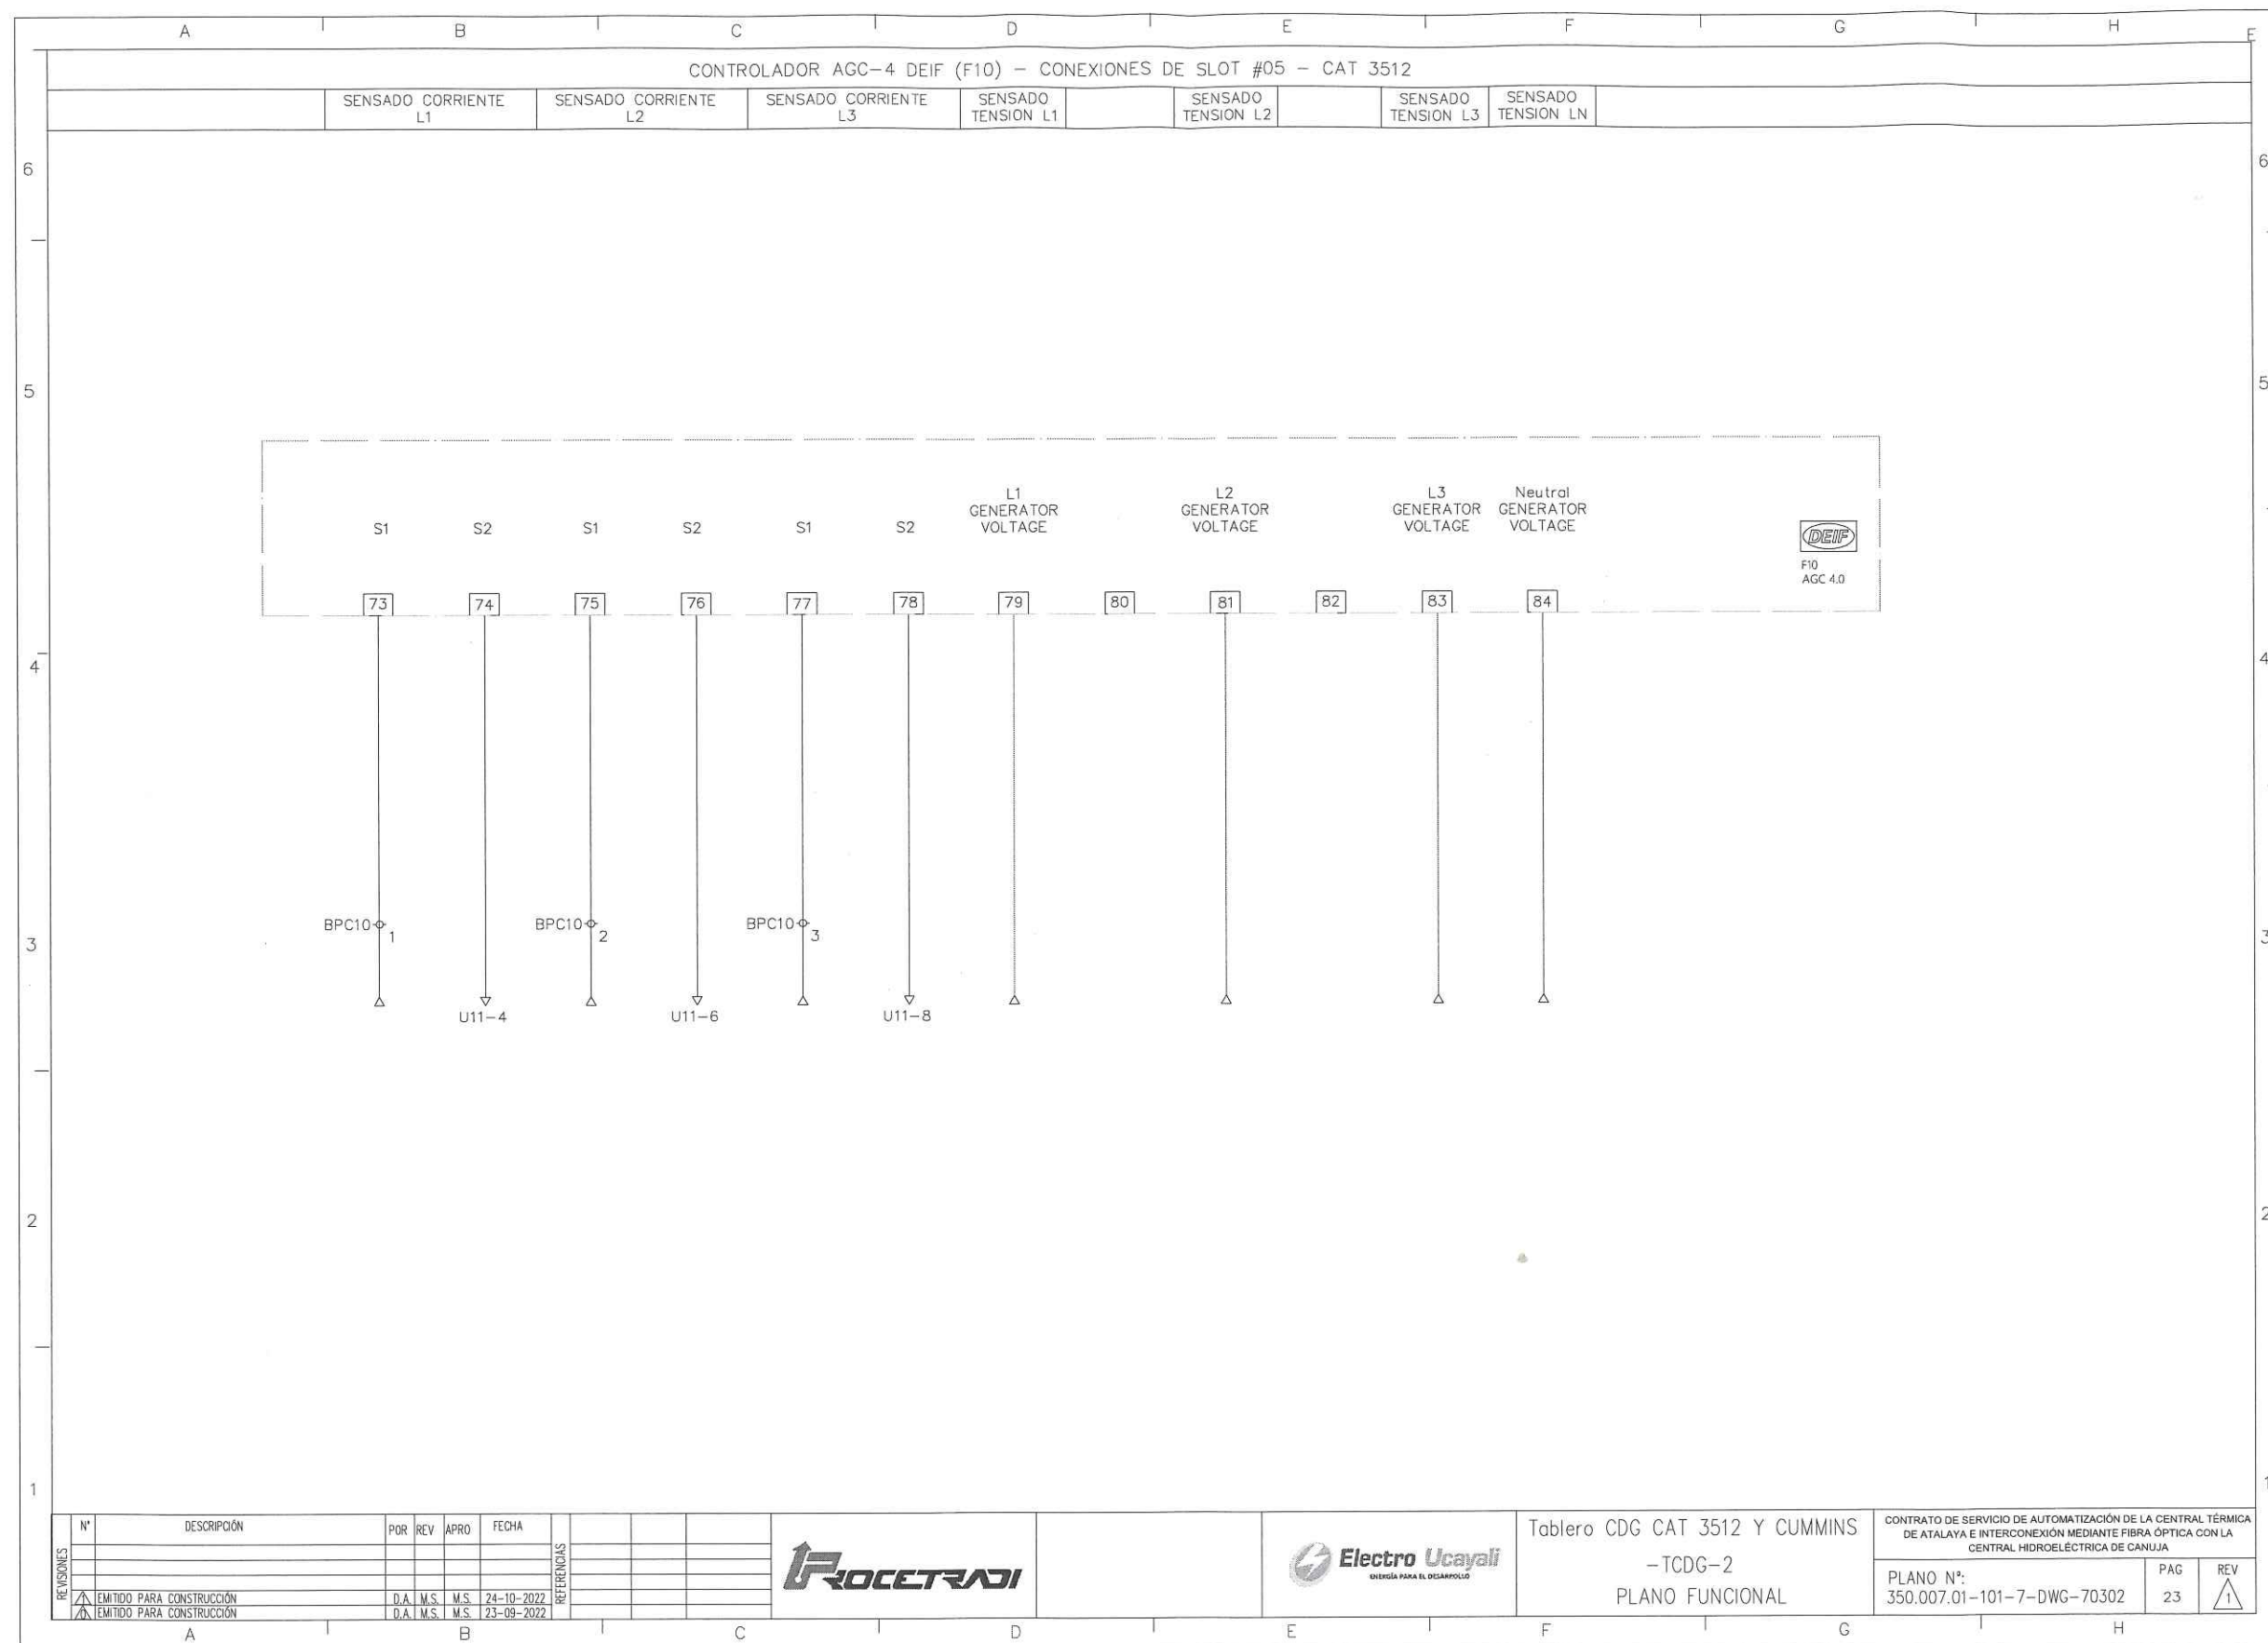 A B C D E F G H
E
CONTROLADOR AGC-4 DEIF (F10) - CONEXIONES DE SLOT #05 - CAT 3512
SENSADO CORRIENTE L1
SENSADO CORRIENTE L2
SENSADO CORRIENTE L3
SENSADO TENSION L1
SENSADO TENSION L2
SENSADO TENSION L3
SENSADO TENSION LN
6 6
5 5
L1 GENERATOR VOLTAGE
L2 GENERATOR VOLTAGE
L3 GENERATOR VOLTAGE
Neutral GENERATOR VOLTAGE
S1 S2 S1 S2 S1 S2
DEIF
F10
AGC 4.0
73 74 75 76 77 78 79 80 81 82 83 84
4 4
BPC10 1
BPC10 2
BPC10 3
3 3
U11-4 U11-6 U11-8
2 2
1 1
REVISIONES
N° DESCRIPCIÓN POR REV APRO FECHA
1 EMITIDO PARA CONSTRUCCIÓN D.A. M.S. M.S. 24-10-2022
EMITIDO PARA CONSTRUCCIÓN D.A. M.S. M.S. 23-09-2022
REFERENCIAS
PROCETRADI
Electro Ucayali
ENERGÍA PARA EL DESARROLLO
Tablero CDG CAT 3512 Y CUMMINS
-TCDG-2
PLANO FUNCIONAL
CONTRATO DE SERVICIO DE AUTOMATIZACIÓN DE LA CENTRAL TÉRMICA
DE ATALAYA E INTERCONEXIÓN MEDIANTE FIBRA ÓPTICA CON LA
CENTRAL HIDROELÉCTRICA DE CANUJA
PLANO N°:
350.007.01-101-7-DWG-70302
PAG
23
REV
1
A B C D E F G H